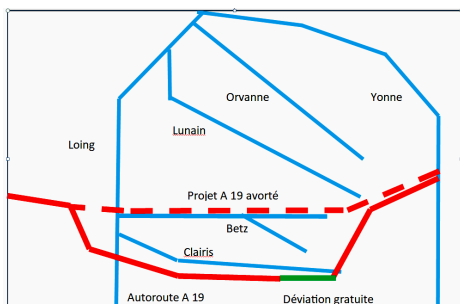 Orvanne
Yonne
Lunain
Loing
Projet A 19 avorté
Betz
Clairis
Autoroute A 19
Déviation gratuite